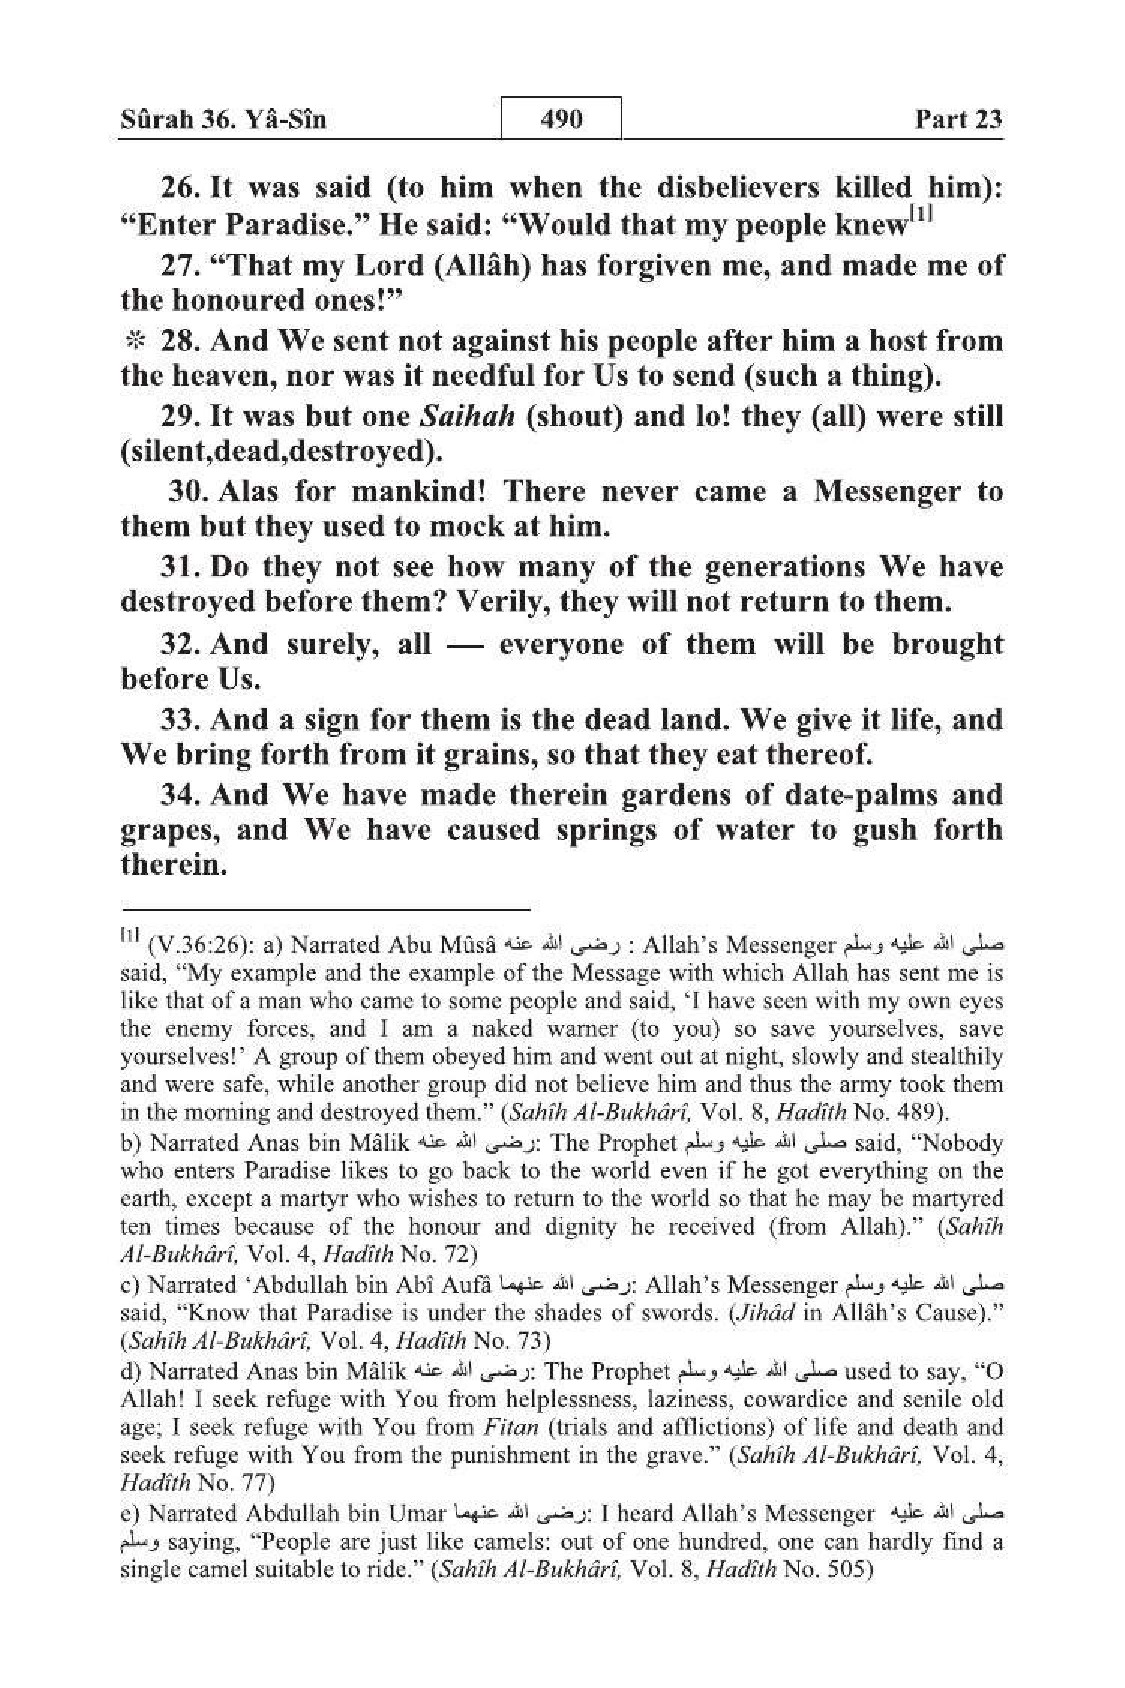 Sûrah 36. Yâ-Sîn 490 Part 23
26. It was said (to him when the disbelievers killed him):
“Enter Paradise.” He said: “Would that my people knew[1]
27. “That my Lord (Allâh) has forgiven me, and made me of
the honoured ones!”
※ 28. And We sent not against his people after him a host from
the heaven, nor was it needful for Us to send (such a thing).
29. It was but one Saihah (shout) and lo! they (all) were still
(silent,dead,destroyed).
30. Alas for mankind! There never came a Messenger to
them but they used to mock at him.
31. Do they not see how many of the generations We have
destroyed before them? Verily, they will not return to them.
32. And surely, all — everyone of them will be brought
before Us.
33. And a sign for them is the dead land. We give it life, and
We bring forth from it grains, so that they eat thereof.
34. And We have made therein gardens of date-palms and
grapes, and We have caused springs of water to gush forth
therein.
[1] (V.36:26): a) Narrated Abu Mûsâ رضى الله عنه : Allah’s Messenger صلى الله عليه وسلم
said, “My example and the example of the Message with which Allah has sent me is
like that of a man who came to some people and said, ‘I have seen with my own eyes
the enemy forces, and I am a naked warner (to you) so save yourselves, save
yourselves!’ A group of them obeyed him and went out at night, slowly and stealthily
and were safe, while another group did not believe him and thus the army took them
in the morning and destroyed them.” (Sahîh Al-Bukhârî, Vol. 8, Hadîth No. 489).
b) Narrated Anas bin Mâlik رضى الله عنه: The Prophet صلى الله عليه وسلم said, “Nobody
who enters Paradise likes to go back to the world even if he got everything on the
earth, except a martyr who wishes to return to the world so that he may be martyred
ten times because of the honour and dignity he received (from Allah).” (Sahîh
Al-Bukhârî, Vol. 4, Hadîth No. 72)
c) Narrated ‘Abdullah bin Abî Aufâ رضى الله عنهما: Allah’s Messenger صلى الله عليه وسلم
said, “Know that Paradise is under the shades of swords. (Jihâd in Allâh’s Cause).”
(Sahîh Al-Bukhârî, Vol. 4, Hadîth No. 73)
d) Narrated Anas bin Mâlik رضى الله عنه: The Prophet صلى الله عليه وسلم used to say, “O
Allah! I seek refuge with You from helplessness, laziness, cowardice and senile old
age; I seek refuge with You from Fitan (trials and afflictions) of life and death and
seek refuge with You from the punishment in the grave.” (Sahîh Al-Bukhârî, Vol. 4,
Hadîth No. 77)
e) Narrated Abdullah bin Umar رضى الله عنهما: I heard Allah’s Messenger صلى الله عليه
وسلم saying, “People are just like camels: out of one hundred, one can hardly find a
single camel suitable to ride.” (Sahîh Al-Bukhârî, Vol. 8, Hadîth No. 505)